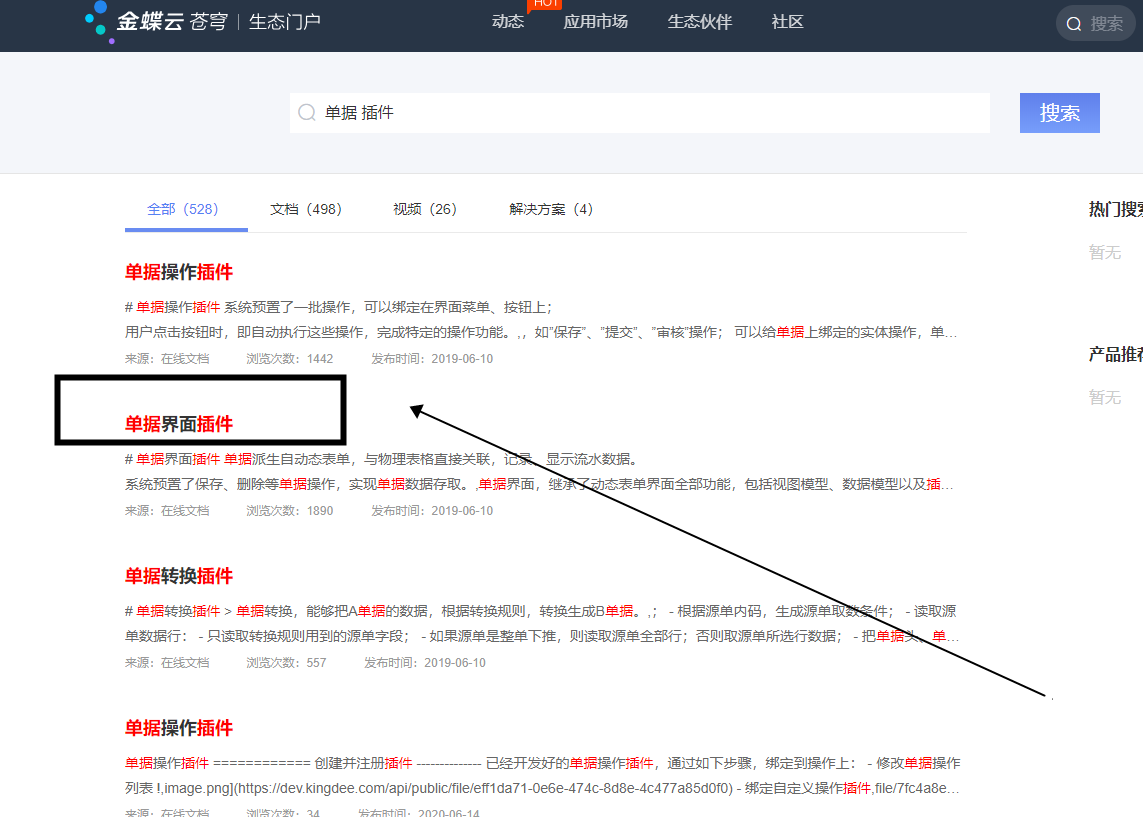 金蝶云 苍穹 | 生态门户 动态 HOT 应用市场 生态伙伴 社区 搜索
单据 插件 搜索
全部（528） 文档（498） 视频（26） 解决方案（4） 热门搜索
暂无
单据操作插件
# 单据操作插件 系统预置了一批操作，可以绑定在界面菜单、按钮上；
用户点击按钮时，即自动执行这些操作，完成特定的操作功能。,，如"保存"、"提交"、"审核"操作； 可以给单据上绑定的实体操作，单…
来源：在线文档 浏览次数：1442 发布时间：2019-06-10
产品推荐
暂无
单据界面插件
# 单据界面插件 单据派生自动态表单，与物理表格直接关联，记录、显示流水数据。
系统预置了保存、删除等单据操作，实现单据数据存取。,单据界面，继承了动态表单界面全部功能，包括视图模型、数据模型以及插…
来源：在线文档 浏览次数：1890 发布时间：2019-06-10
单据转换插件
# 单据转换插件 > 单据转换，能够把A单据的数据，根据转换规则，转换生成B单据。,； - 根据源单内码，生成源单取数条件； - 读取源
单数据行： - 只读取转换规则用到的源单字段； - 如果源单是整单下推，则读取源单全部行；否则取源单所选行数据； - 把单据头、单…
来源：在线文档 浏览次数：557 发布时间：2019-06-10
单据操作插件
单据操作插件 ============ 创建并注册插件 -------------- 已经开发好的单据操作插件，通过如下步骤，绑定到操作上： - 修改单据操作
列表 !,image.png](https://dev.kingdee.com/api/public/file/eff1da71-0e6e-474c-8d8e-4c477a85d0f0) - 绑定自定义操作插件,file/7fc4a8e…
来源：在线文档 浏览次数：34 发布时间：2020-06-14